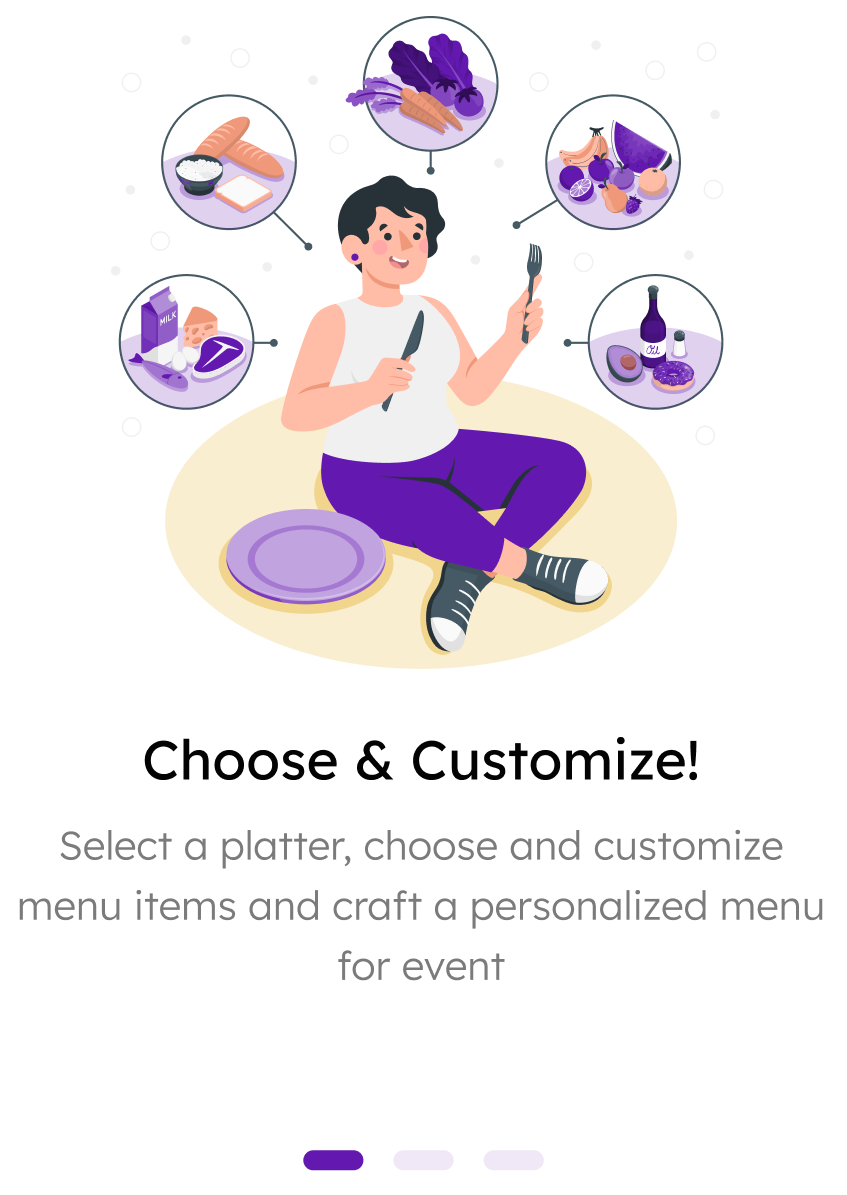 MILK
Oil
Choose & Customize!
Select a platter, choose and customize
menu items and craft a personalized menu
for event